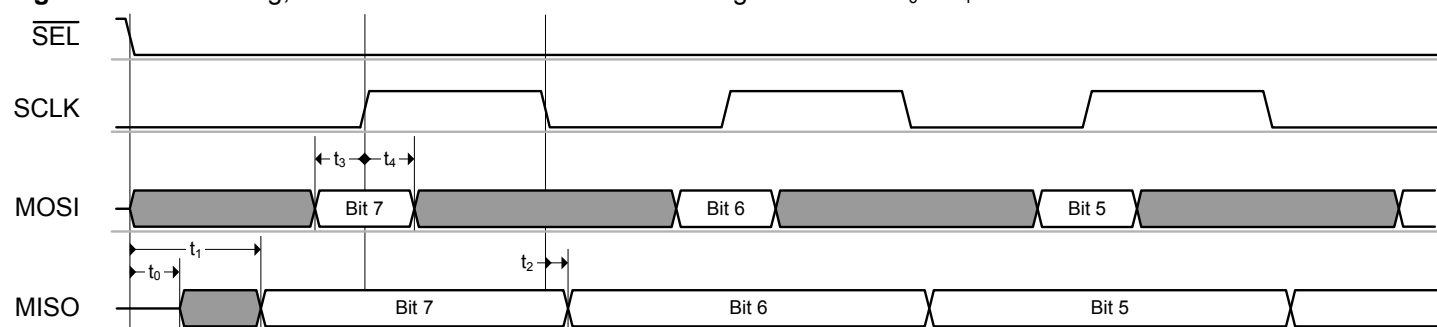 SEL
SCLK
t3 t4
MOSI Bit 7 Bit 6 Bit 5
t1
t0 t2
MISO Bit 7 Bit 6 Bit 5